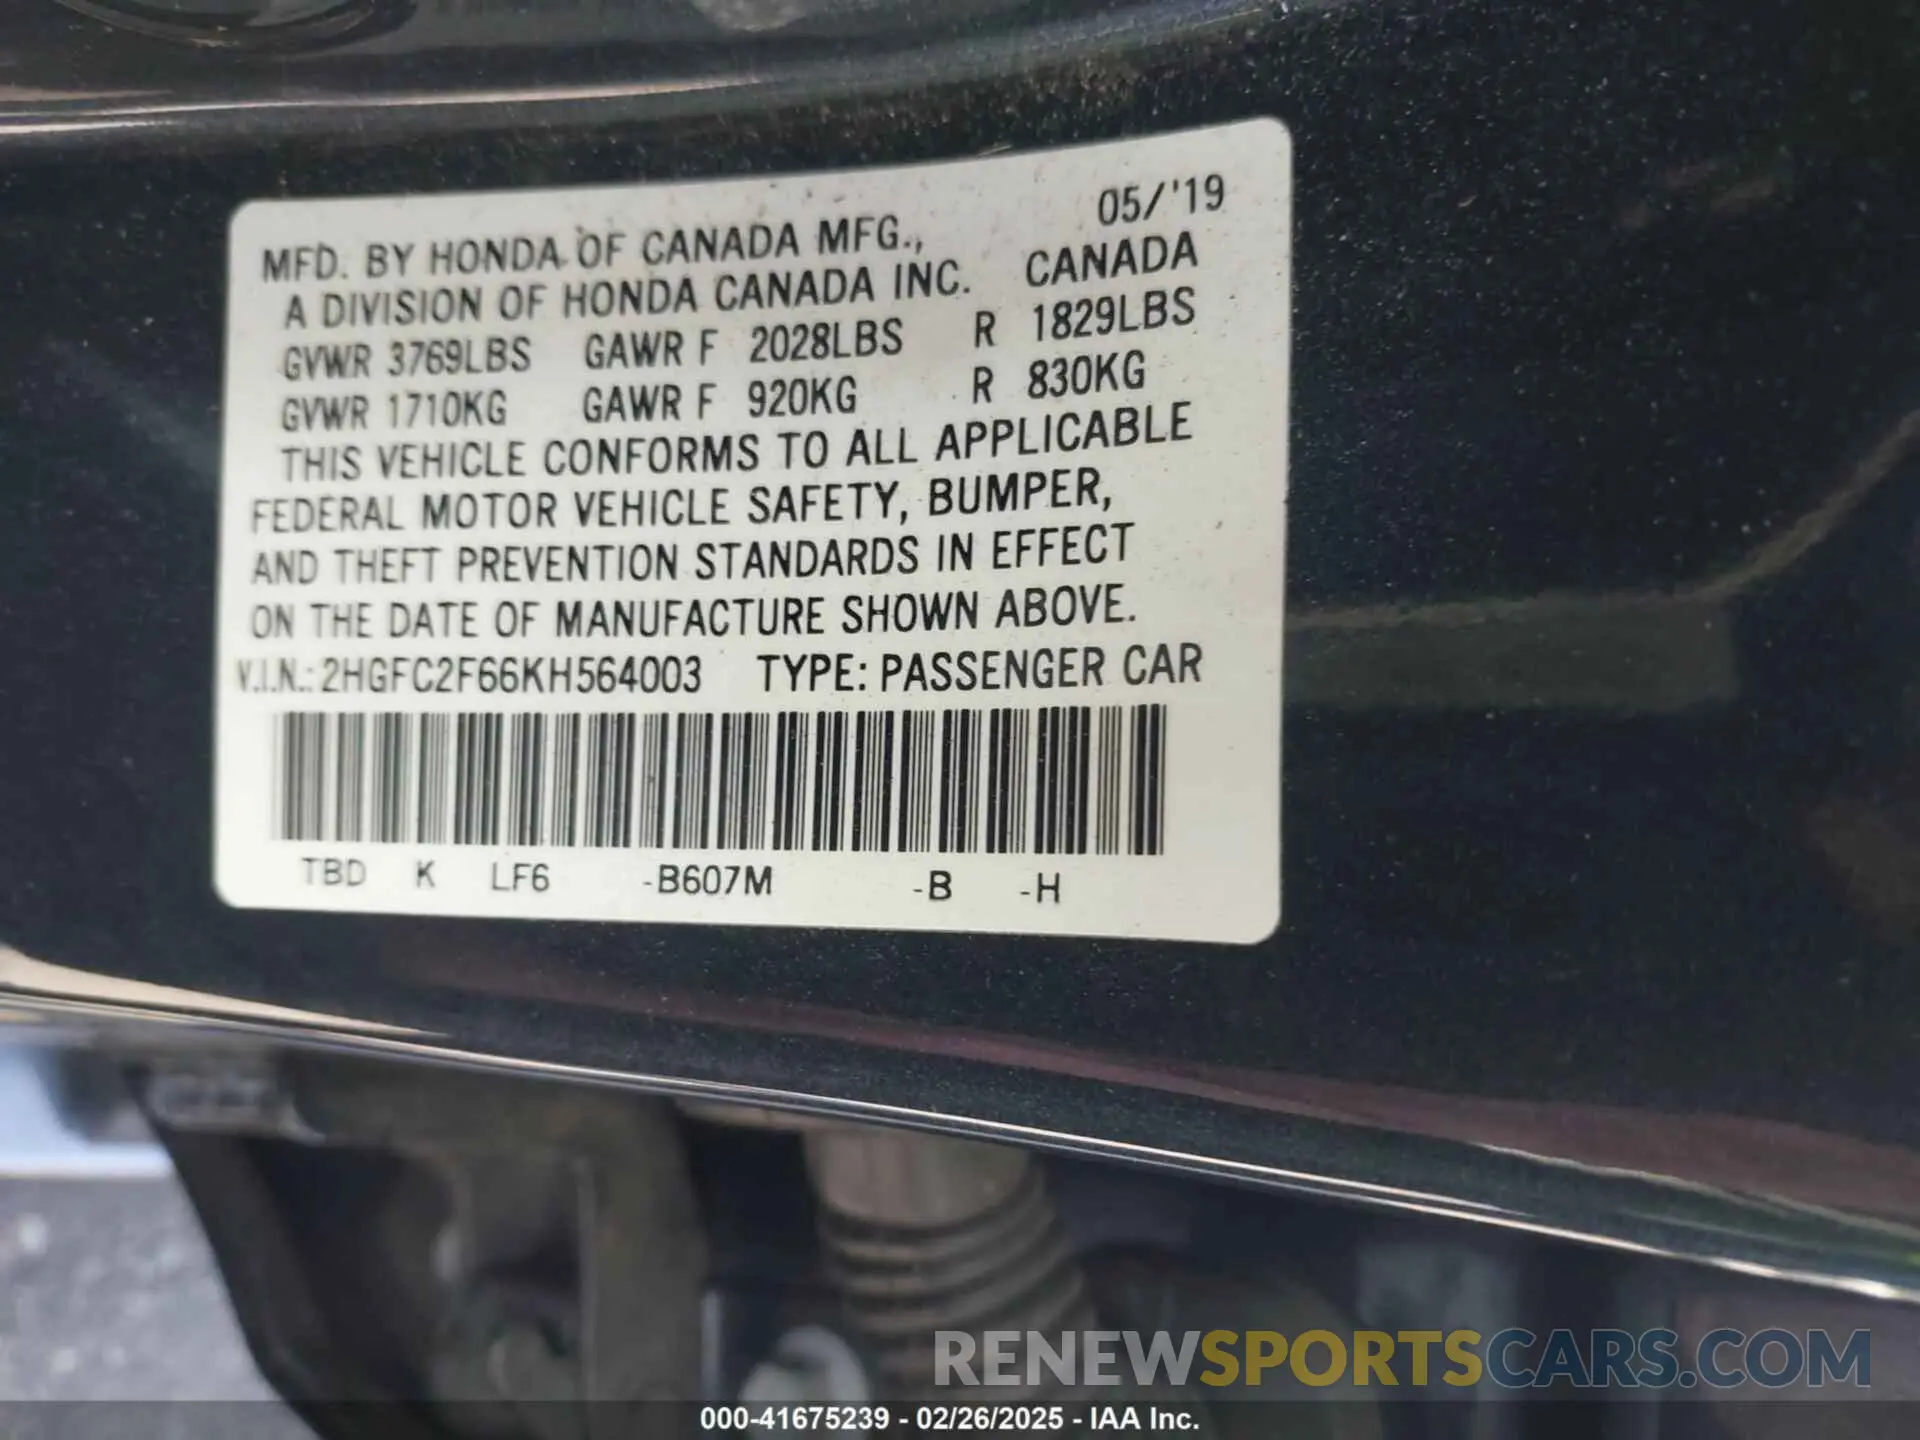 05/'19
MFD. BY HONDA OF CANADA MFG.,
A DIVISION OF HONDA CANADA INC. CANADA
GVWR 3769LBS GAWR F 2028LBS R 1829LBS
GVWR 1710KG GAWR F 920KG R 830KG
THIS VEHICLE CONFORMS TO ALL APPLICABLE
FEDERAL MOTOR VEHICLE SAFETY, BUMPER,
AND THEFT PREVENTION STANDARDS IN EFFECT
ON THE DATE OF MANUFACTURE SHOWN ABOVE.
V.I.N.: 2HGFC2F66KH564003 TYPE: PASSENGER CAR
TBD K LF6 -B607M -B -H
RENEWSPORTSCARS.COM
000-41675239 - 02/26/2025 - IAA Inc.